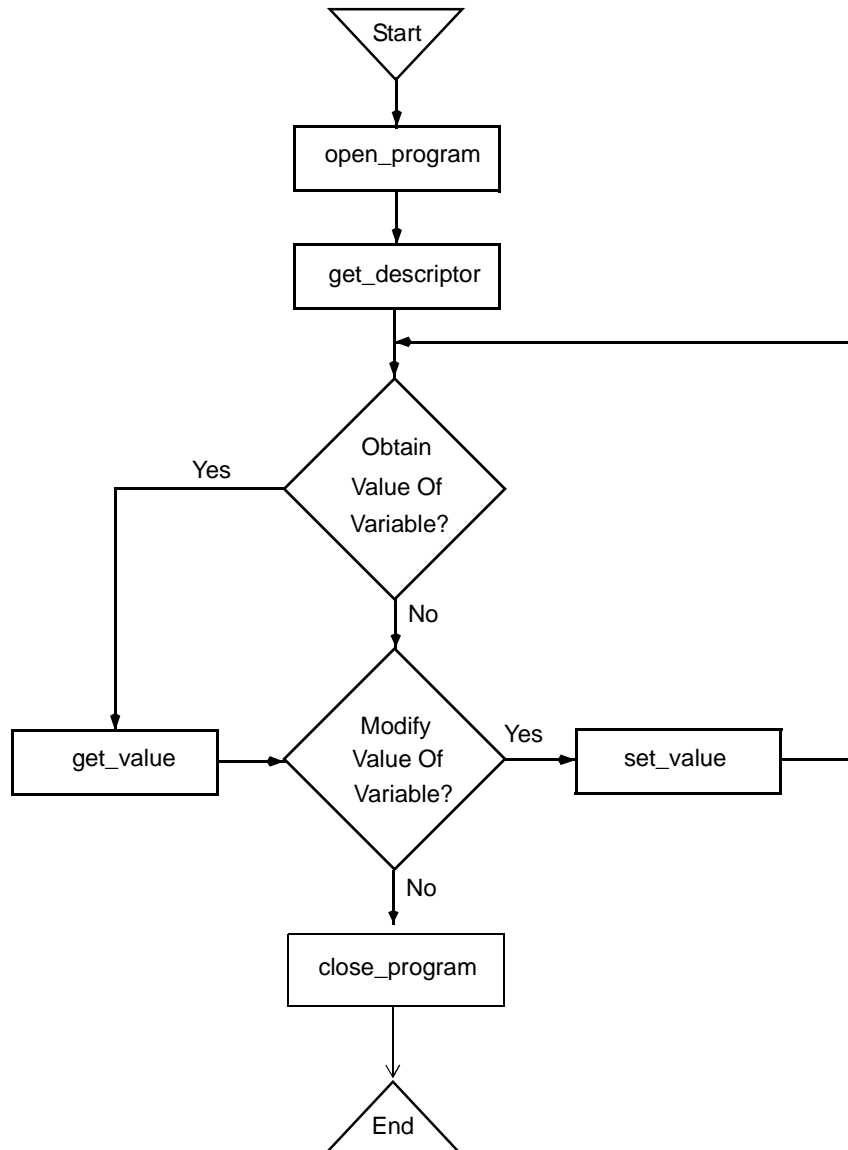 Start
open_program
get_descriptor
Obtain
Value Of
Variable?
Yes
No
Modify
Value Of
Variable?
Yes
get_value
set_value
No
close_program
End